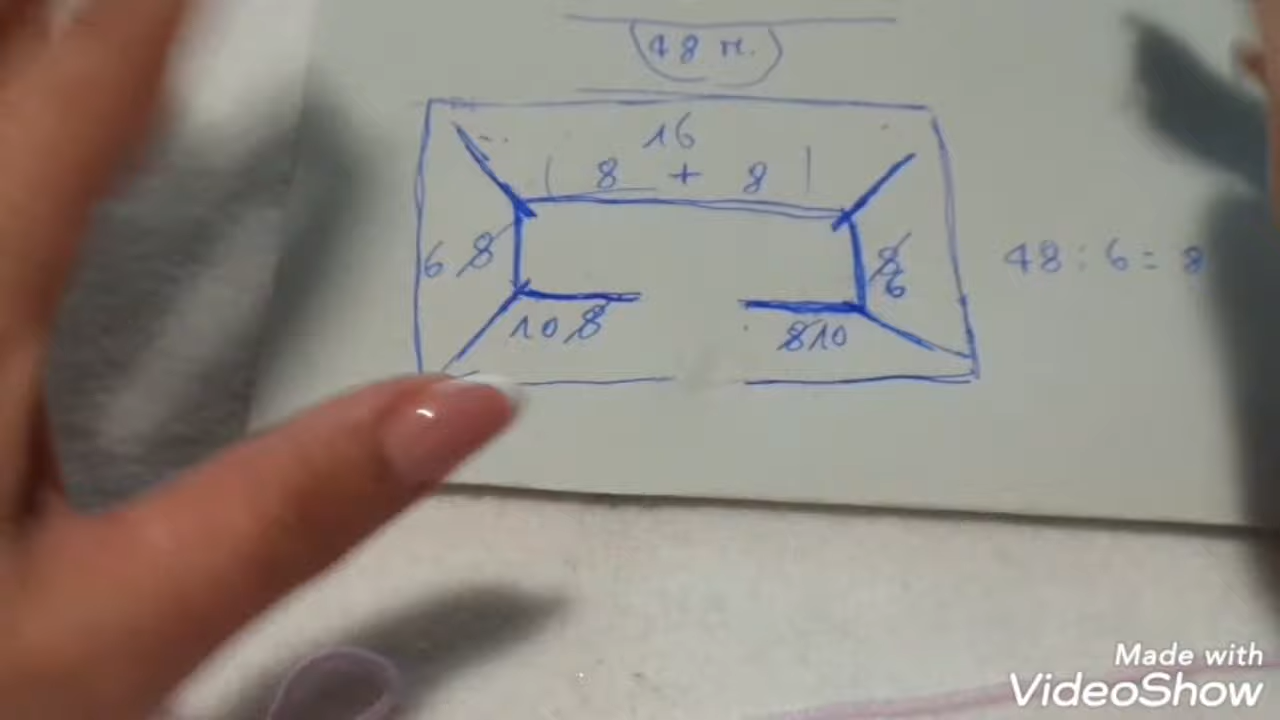 48 п.
16
8 + 8
6 8
8
6
48 : 6 = 8
10 8
8 10
Made with
VideoShow